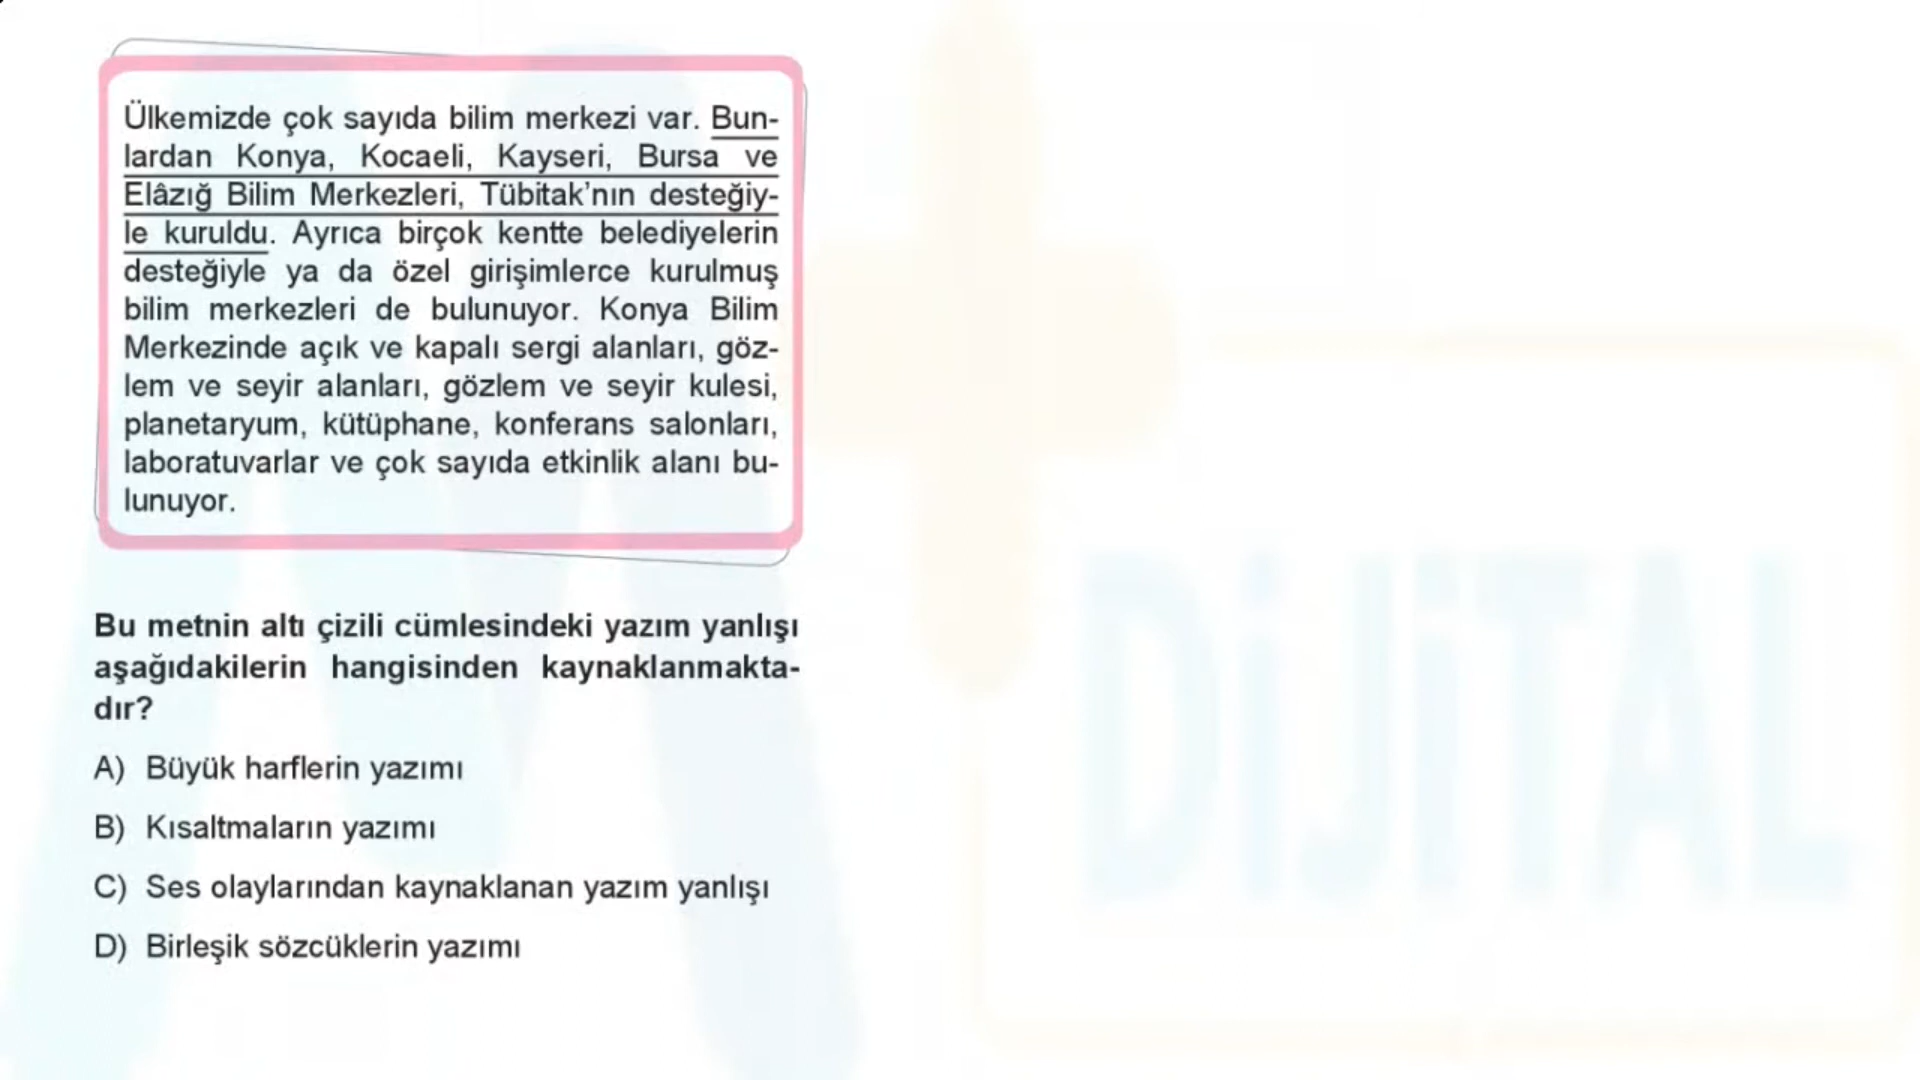 Ülkemizde çok sayıda bilim merkezi var. Bun-
lardan Konya, Kocaeli, Kayseri, Bursa ve
Elâzığ Bilim Merkezleri, Tübitak’nın desteğiy-
le kuruldu. Ayrıca birçok kentte belediyelerin
desteğiyle ya da özel girişimlerce kurulmuş
bilim merkezleri de bulunuyor. Konya Bilim
Merkezinde açık ve kapalı sergi alanları, göz-
lem ve seyir alanları, gözlem ve seyir kulesi,
planetaryum, kütüphane, konferans salonları,
laboratuvarlar ve çok sayıda etkinlik alanı bu-
lunuyor.
Bu metnin altı çizili cümlesindeki yazım yanlışı
aşağıdakilerin hangisinden kaynaklanmakta-
dır?
A) Büyük harflerin yazımı
B) Kısaltmaların yazımı
C) Ses olaylarından kaynaklanan yazım yanlışı
D) Birleşik sözcüklerin yazımı
DİJİTAL